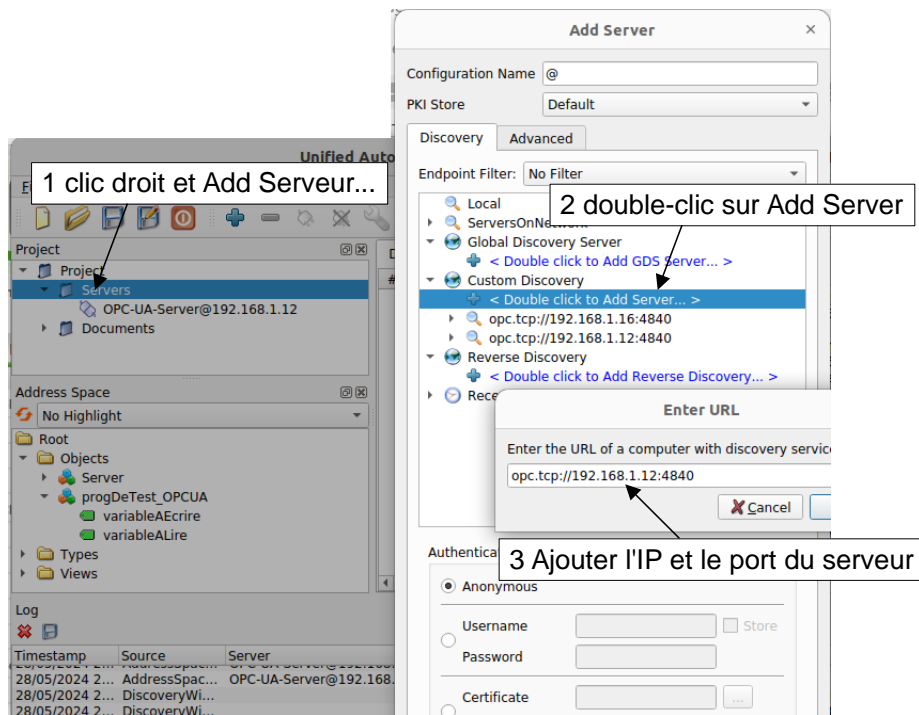 Add Server
Configuration Name @
PKI Store Default
Discovery Advanced
Endpoint Filter: No Filter
Local
2 double-clic sur Add Server
Global Discovery Server
< Double click to Add GDS Server... >
Custom Discovery
< Double click to Add Server... >
opc.tcp://192.168.1.16:4840
opc.tcp://192.168.1.12:4840
Reverse Discovery
< Double click to Add Reverse Discovery... >
Enter URL
Enter the URL of a computer with discovery
opc.tcp://192.168.1.12:4840
Cancel
3 Ajouter l'IP et le port du serveur
Anonymous
Username Store
Password
Certificate ...
Unified
1 clic droit et Add Serveur...
Project
Project
Servers
OPC-UA-Server@192.168.1.12
Documents
Address Space
No Highlight
Root
Objects
Server
progDeTest_OPCUA
variableAEcrire
variableALire
Types
Views
Log
Timestamp Source Server
28/05/2024 2... AddressSpac... OPC-UA-Server@192.168.
28/05/2024 2... DiscoveryWi...
28/05/2024 2... DiscoveryWi...